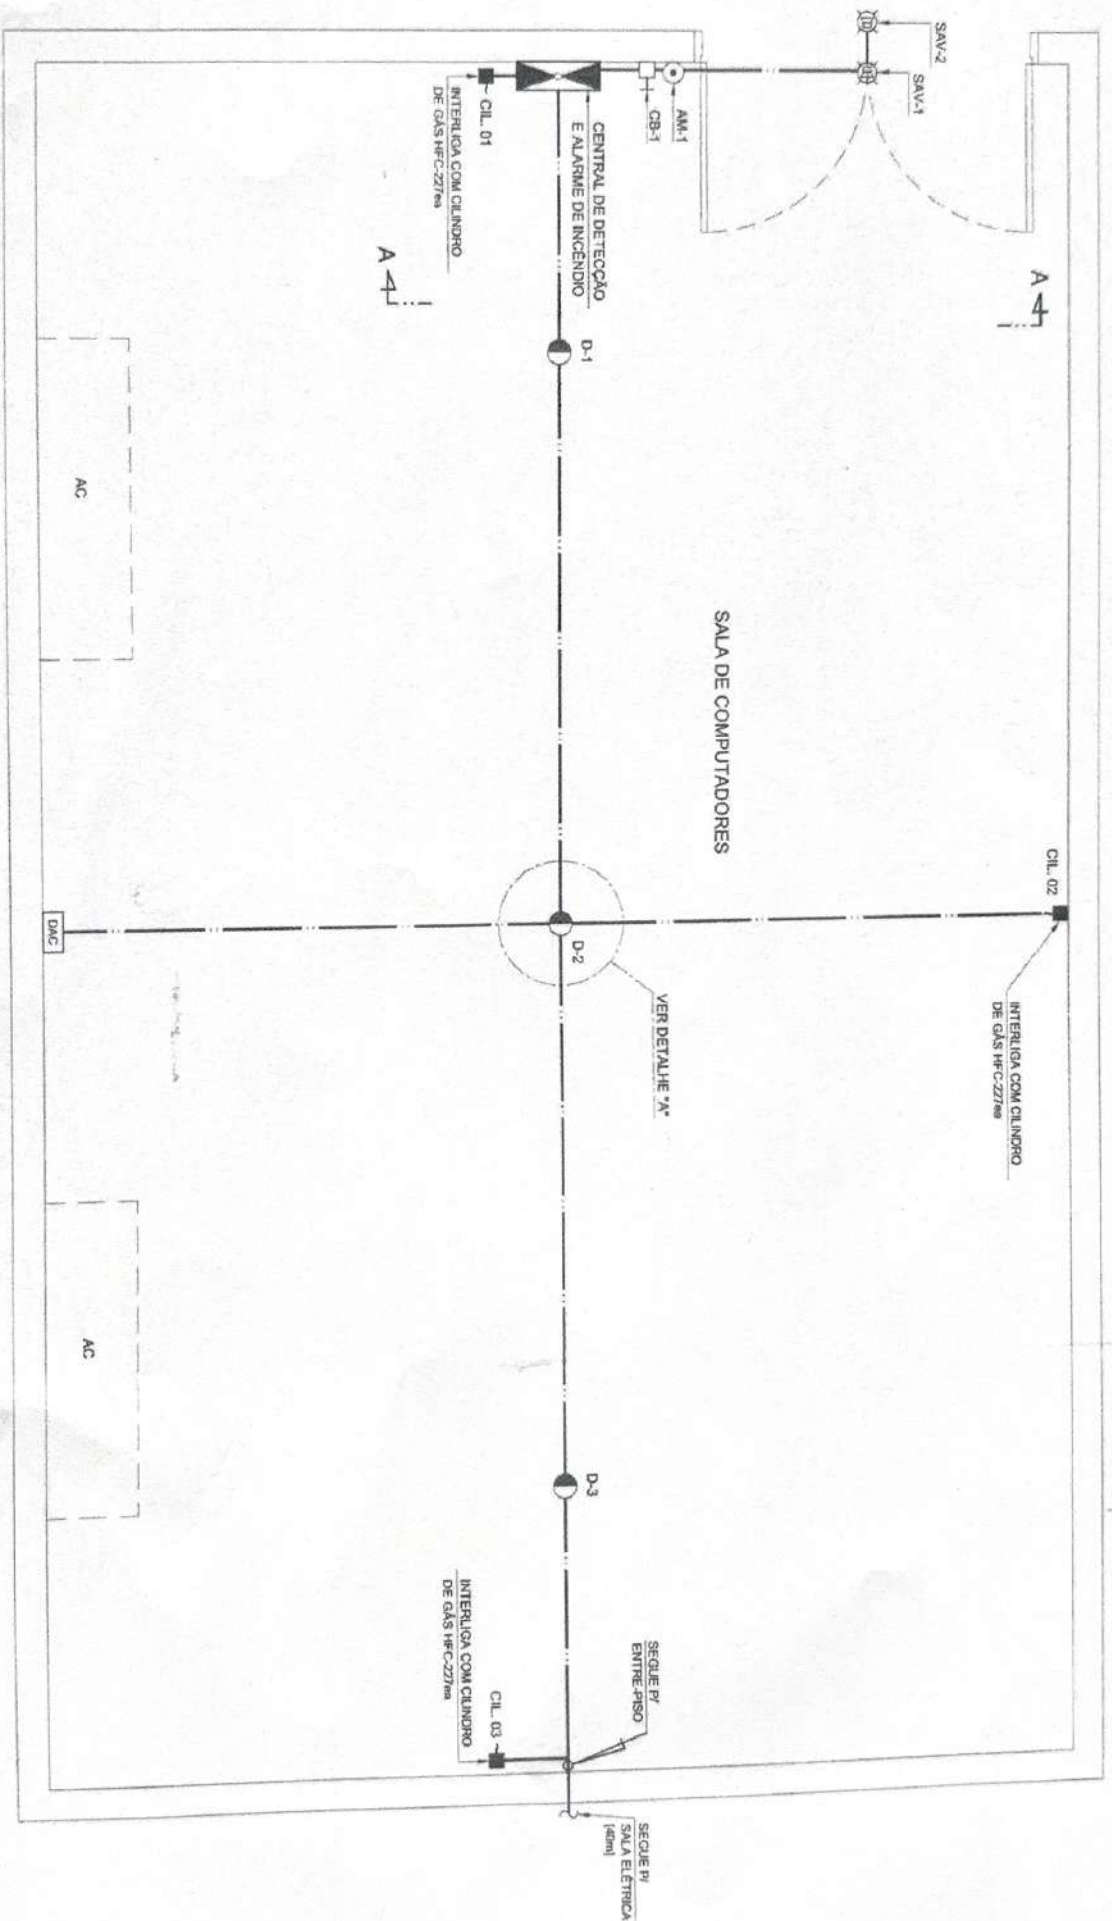 SAV-2
SAV-1
AM-1
CB-1
CENTRAL DE DETECÇÃO
E ALARME DE INCÊNDIO
CIL. 01
INTERLIGA COM CILINDRO
DE GÁS HFC-227ea
A
A
D-1
AC
SALA DE COMPUTADORES
CIL. 02
INTERLIGA COM CILINDRO
DE GÁS HFC-227ea
D-2
VER DETALHE "A"
DAC
AC
D-3
SEGUE P/
ENTRE-PISO
CIL. 03
INTERLIGA COM CILINDRO
DE GÁS HFC-227ea
SEGUE P/
SALA ELÉTRICA
[40m]